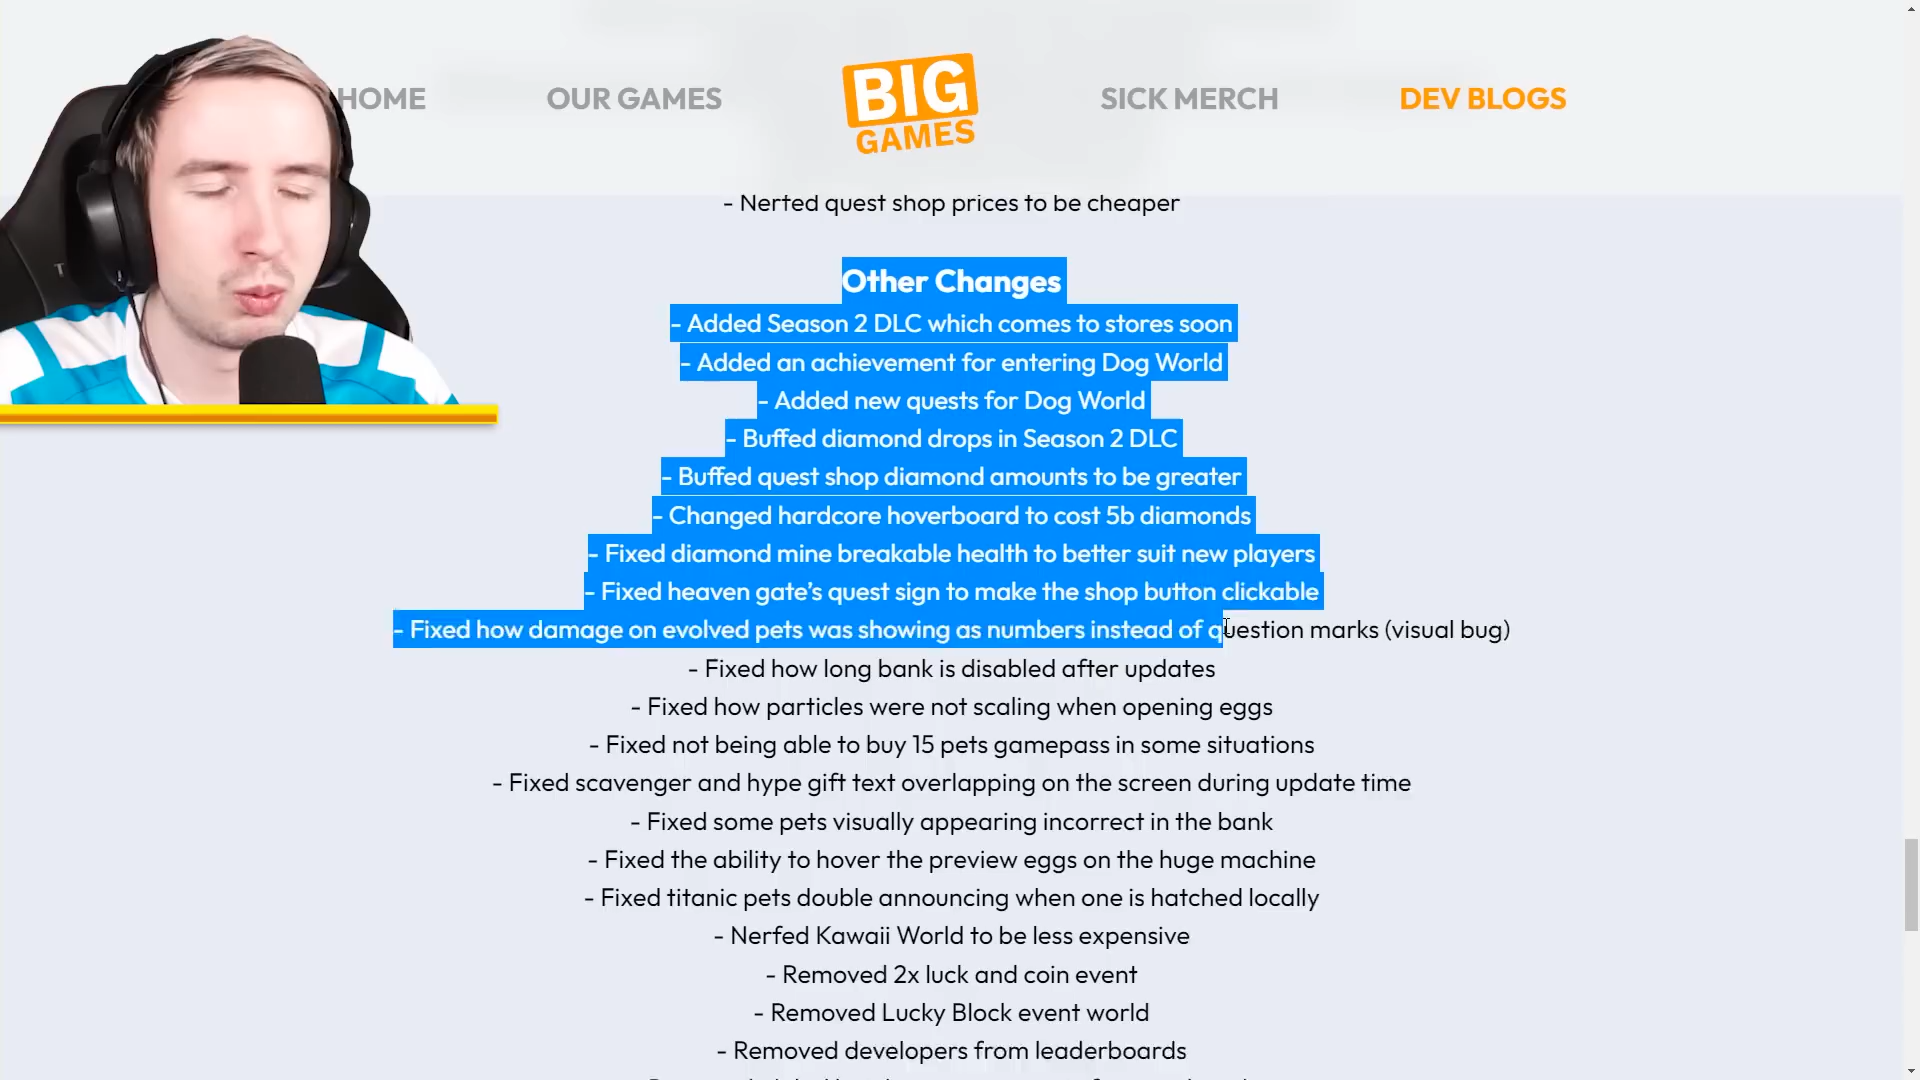 HOME
OUR GAMES
BIG
GAMES
SICK MERCH
DEV BLOGS
- Nerfed quest shop prices to be cheaper
Other Changes
- Added Season 2 DLC which comes to stores soon
- Added an achievement for entering Dog World
- Added new quests for Dog World
- Buffed diamond drops in Season 2 DLC
- Buffed quest shop diamond amounts to be greater
- Changed hardcore hoverboard to cost 5b diamonds
- Fixed diamond mine breakable health to better suit new players
- Fixed heaven gate’s quest sign to make the shop button clickable
- Fixed how damage on evolved pets was showing as numbers instead of question marks (visual bug)
- Fixed how long bank is disabled after updates
- Fixed how particles were not scaling when opening eggs
- Fixed not being able to buy 15 pets gamepass in some situations
- Fixed scavenger and hype gift text overlapping on the screen during update time
- Fixed some pets visually appearing incorrect in the bank
- Fixed the ability to hover the preview eggs on the huge machine
- Fixed titanic pets double announcing when one is hatched locally
- Nerfed Kawaii World to be less expensive
- Removed 2x luck and coin event
- Removed Lucky Block event world
- Removed developers from leaderboards